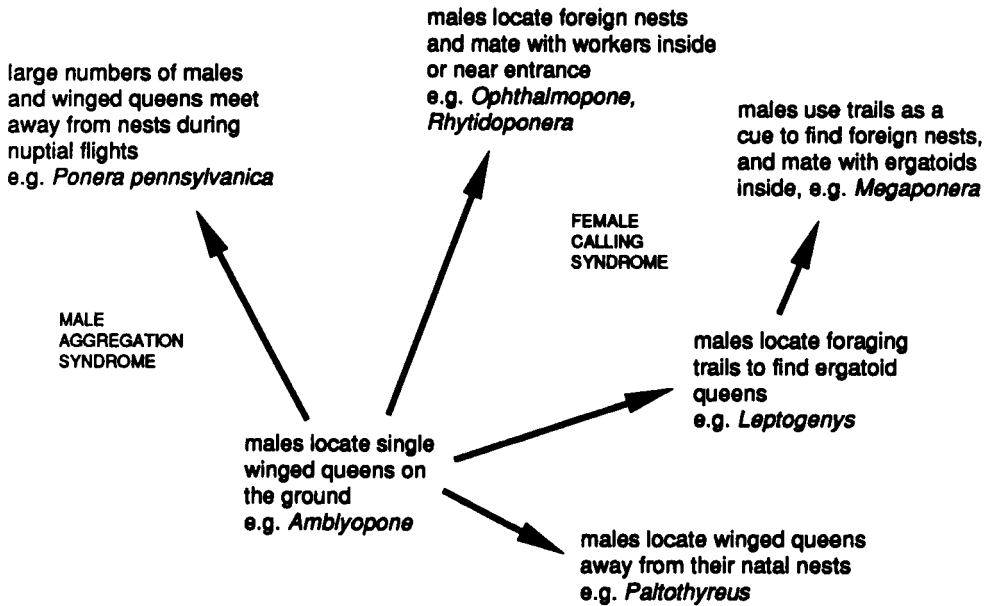 large numbers of males
and winged queens meet
away from nests during
nuptial flights
e.g. Ponera pennsylvanica
males locate foreign nests
and mate with workers inside
or near entrance
e.g. Ophthalmopone,
Rhytidoponera
males use trails as a
cue to find foreign nests,
and mate with ergatoids
inside, e.g. Megaponera
FEMALE
CALLING
SYNDROME
MALE
AGGREGATION
SYNDROME
males locate foraging
trails to find ergatoid
queens
e.g. Leptogenys
males locate single
winged queens on
the ground
e.g. Amblyopone
males locate winged queens
away from their natal nests
e.g. Paltothyreus